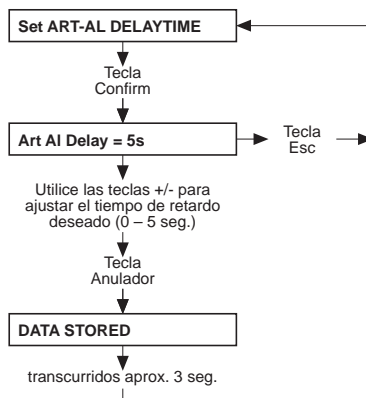 Set ART-AL DELAYTIME
Tecla
Confirm
Art Al Delay = 5s
Tecla
Esc
Utilice las teclas +/- para
ajustar el tiempo de retardo
deseado (0 – 5 seg.)
Tecla
Anulador
DATA STORED
transcurridos aprox. 3 seg.